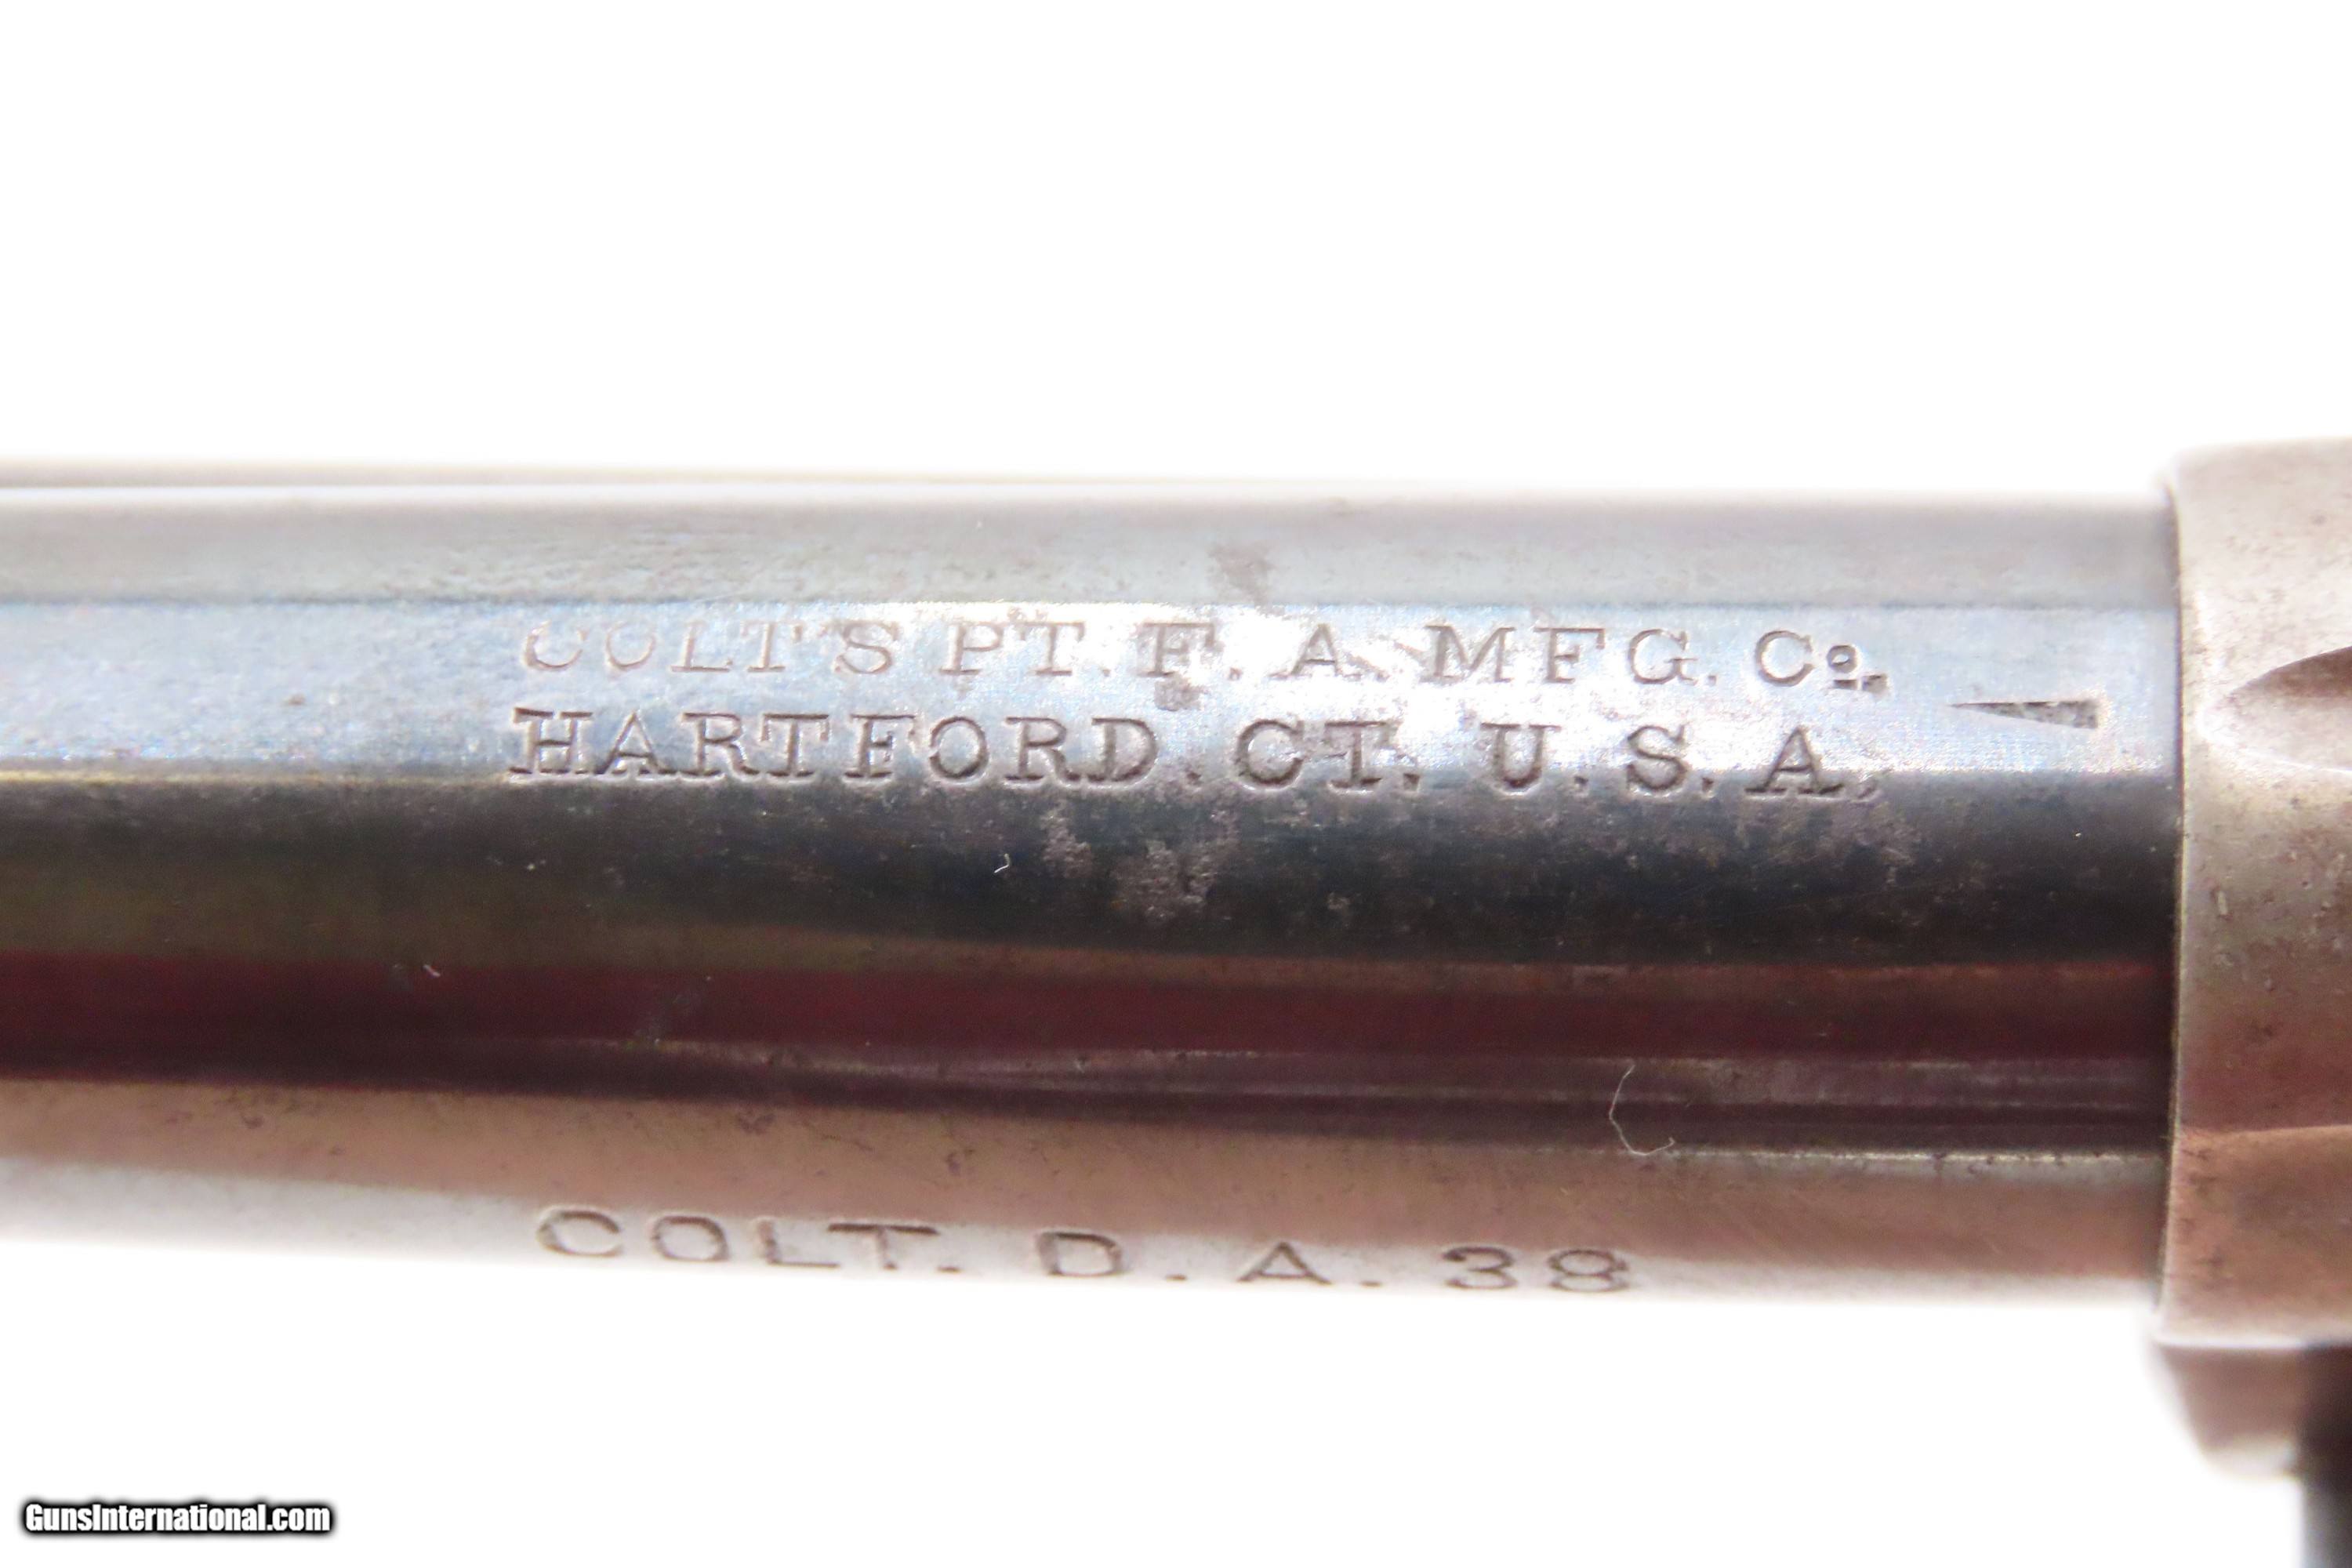 COLT'S PT. F. A. MFG. Co.
HARTFORD. CT. U.S.A.
COLT. D.A. 38
GunsInternational.com